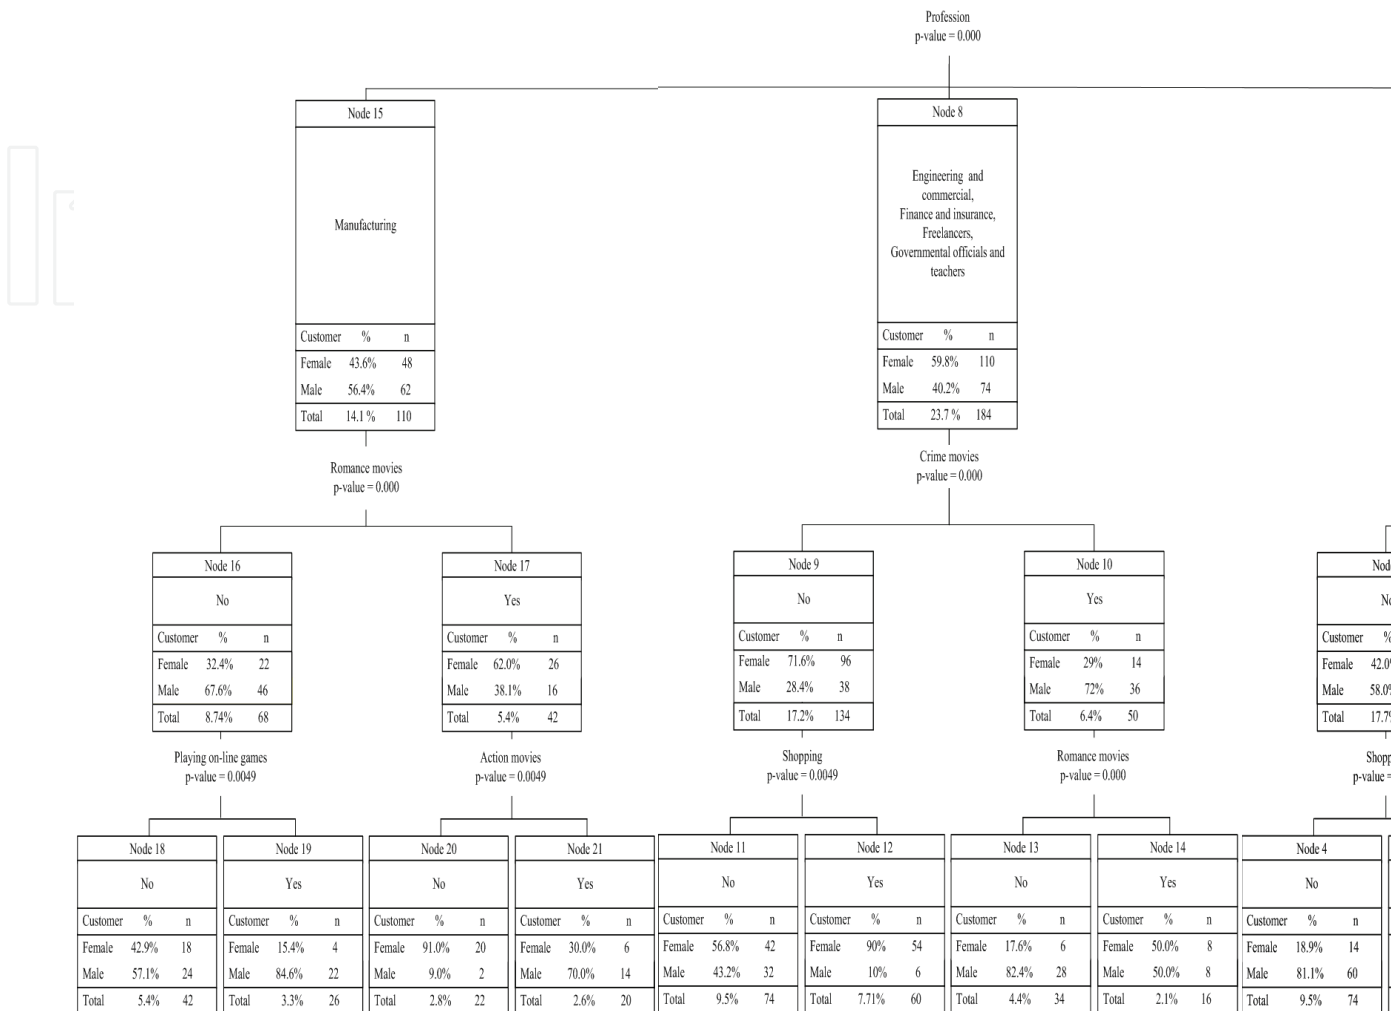 Profession
p-value = 0.000
Node 15
Manufacturing
Customer % n
Female 43.6% 48
Male 56.4% 62
Total 14.1 % 110
Node 8
Engineering and
commercial,
Finance and insurance,
Freelancers,
Governmental officials and
teachers
Customer % n
Female 59.8% 110
Male 40.2% 74
Total 23.7 % 184
Romance movies
p-value = 0.000
Crime movies
p-value = 0.000
Node 16
No
Customer % n
Female 32.4% 22
Male 67.6% 46
Total 8.74% 68
Node 17
Yes
Customer % n
Female 62.0% 26
Male 38.1% 16
Total 5.4% 42
Node 9
No
Customer % n
Female 71.6% 96
Male 28.4% 38
Total 17.2% 134
Node 10
Yes
Customer % n
Female 29% 14
Male 72% 36
Total 6.4% 50
Customer %
Female 42.0%
Male 58.0%
Total 17.7%
Playing on-line games
p-value = 0.0049
Action movies
p-value = 0.0049
Shopping
p-value = 0.0049
Romance movies
p-value = 0.000
p-value =
Node 18
No
Customer % n
Female 42.9% 18
Male 57.1% 24
Total 5.4% 42
Node 19
Yes
Customer % n
Female 15.4% 4
Male 84.6% 22
Total 3.3% 26
Node 20
No
Customer % n
Female 91.0% 20
Male 9.0% 2
Total 2.8% 22
Node 21
Yes
Customer % n
Female 30.0% 6
Male 70.0% 14
Total 2.6% 20
Node 11
No
Customer % n
Female 56.8% 42
Male 43.2% 32
Total 9.5% 74
Node 12
Yes
Customer % n
Female 90% 54
Male 10% 6
Total 7.71% 60
Node 13
No
Customer % n
Female 17.6% 6
Male 82.4% 28
Total 4.4% 34
Node 14
Yes
Customer % n
Female 50.0% 8
Male 50.0% 8
Total 2.1% 16
Node 4
No
Customer % n
Female 18.9% 14
Male 81.1% 60
Total 9.5% 74